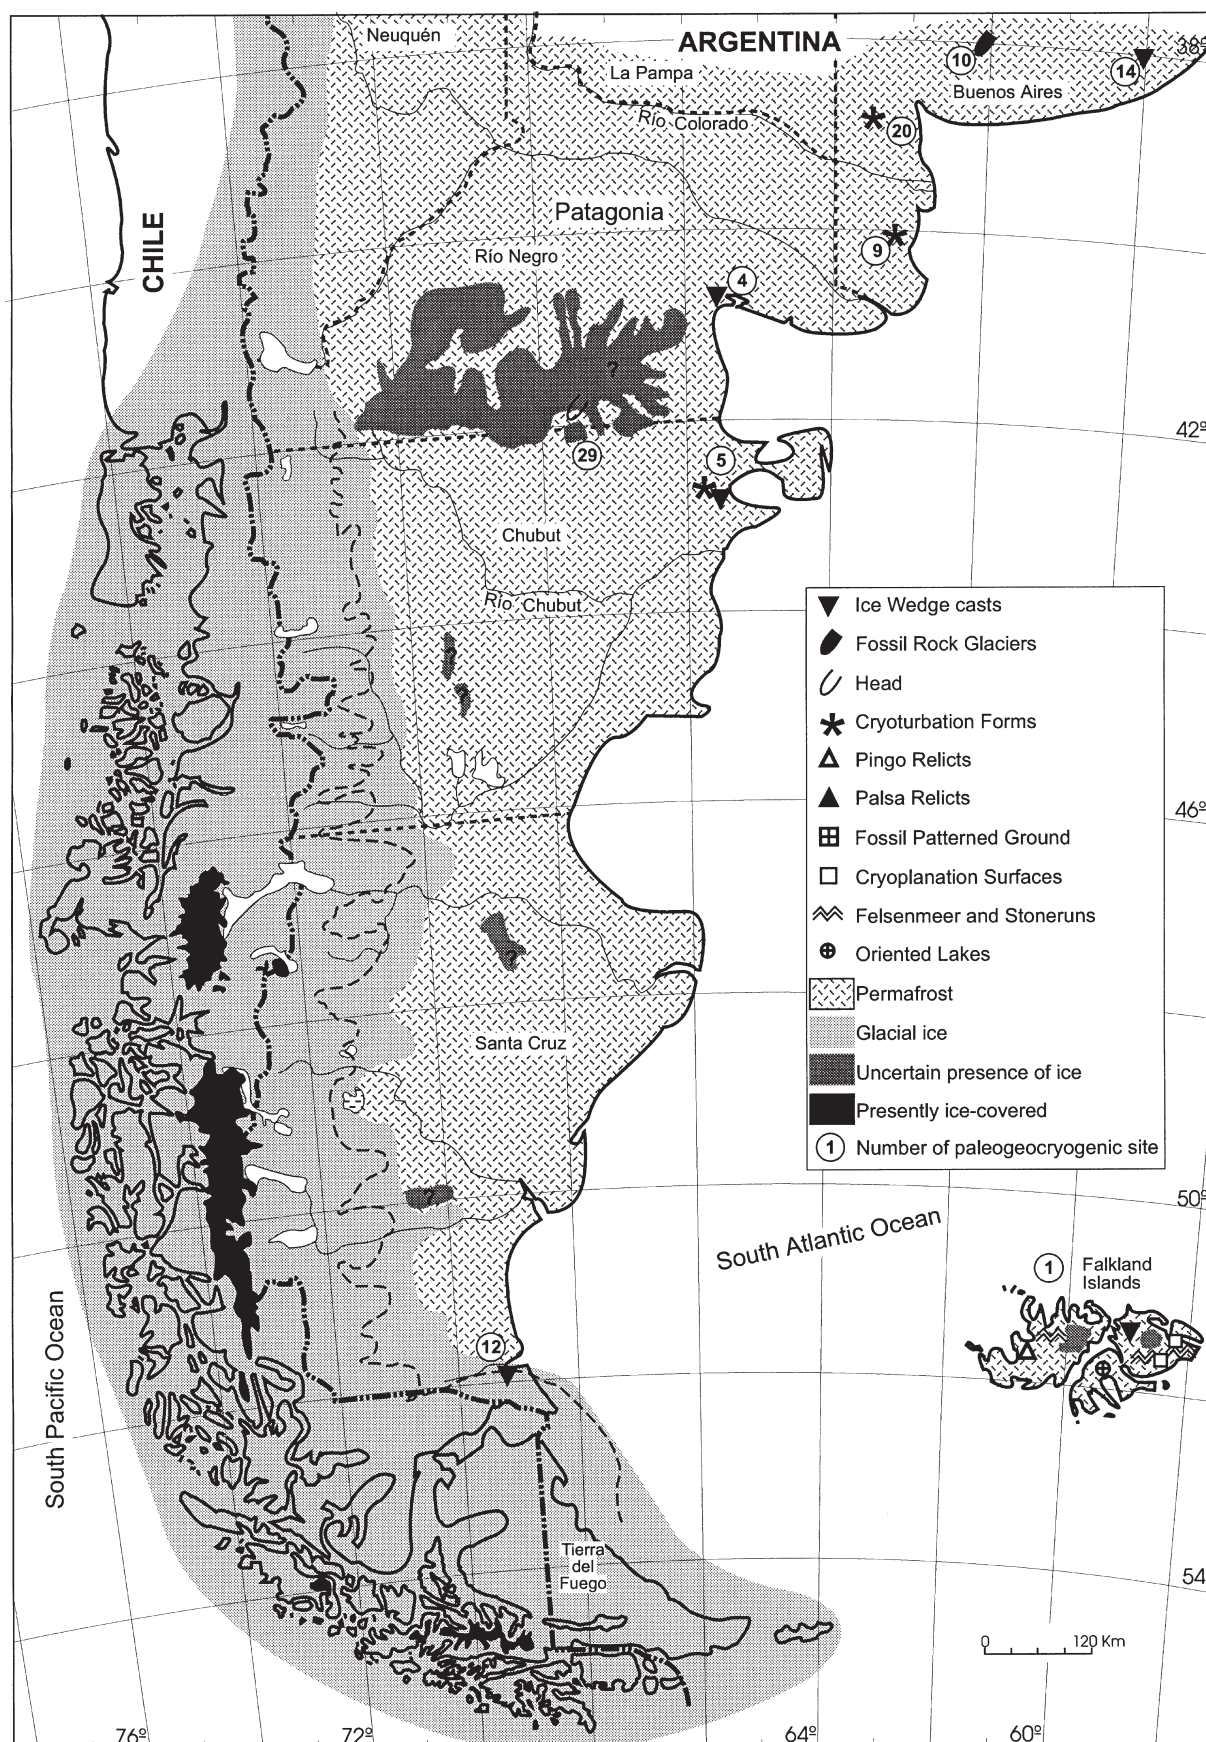 Neuquén
ARGENTINA
38º
10
14
La Pampa
Buenos Aires
Río Colorado
20
Patagonia
CHILE
9
Río Negro
4
?
42º
29
5
Chubut
Río Chubut
?
?
Ice Wedge casts
Fossil Rock Glaciers
Head
Cryoturbation Forms
Pingo Relicts
46º
Palsa Relicts
Fossil Patterned Ground
Cryoplanation Surfaces
Felsenmeer and Stoneruns
?
Oriented Lakes
Permafrost
Santa Cruz
Glacial ice
Uncertain presence of ice
Presently ice-covered
1 Number of paleogeocryogenic site
?
50º
South Atlantic Ocean
1
Falkland
Islands
South Pacific Ocean
12
Tierra
del
Fuego
54
0 120 Km
76º 72º 64º 60º